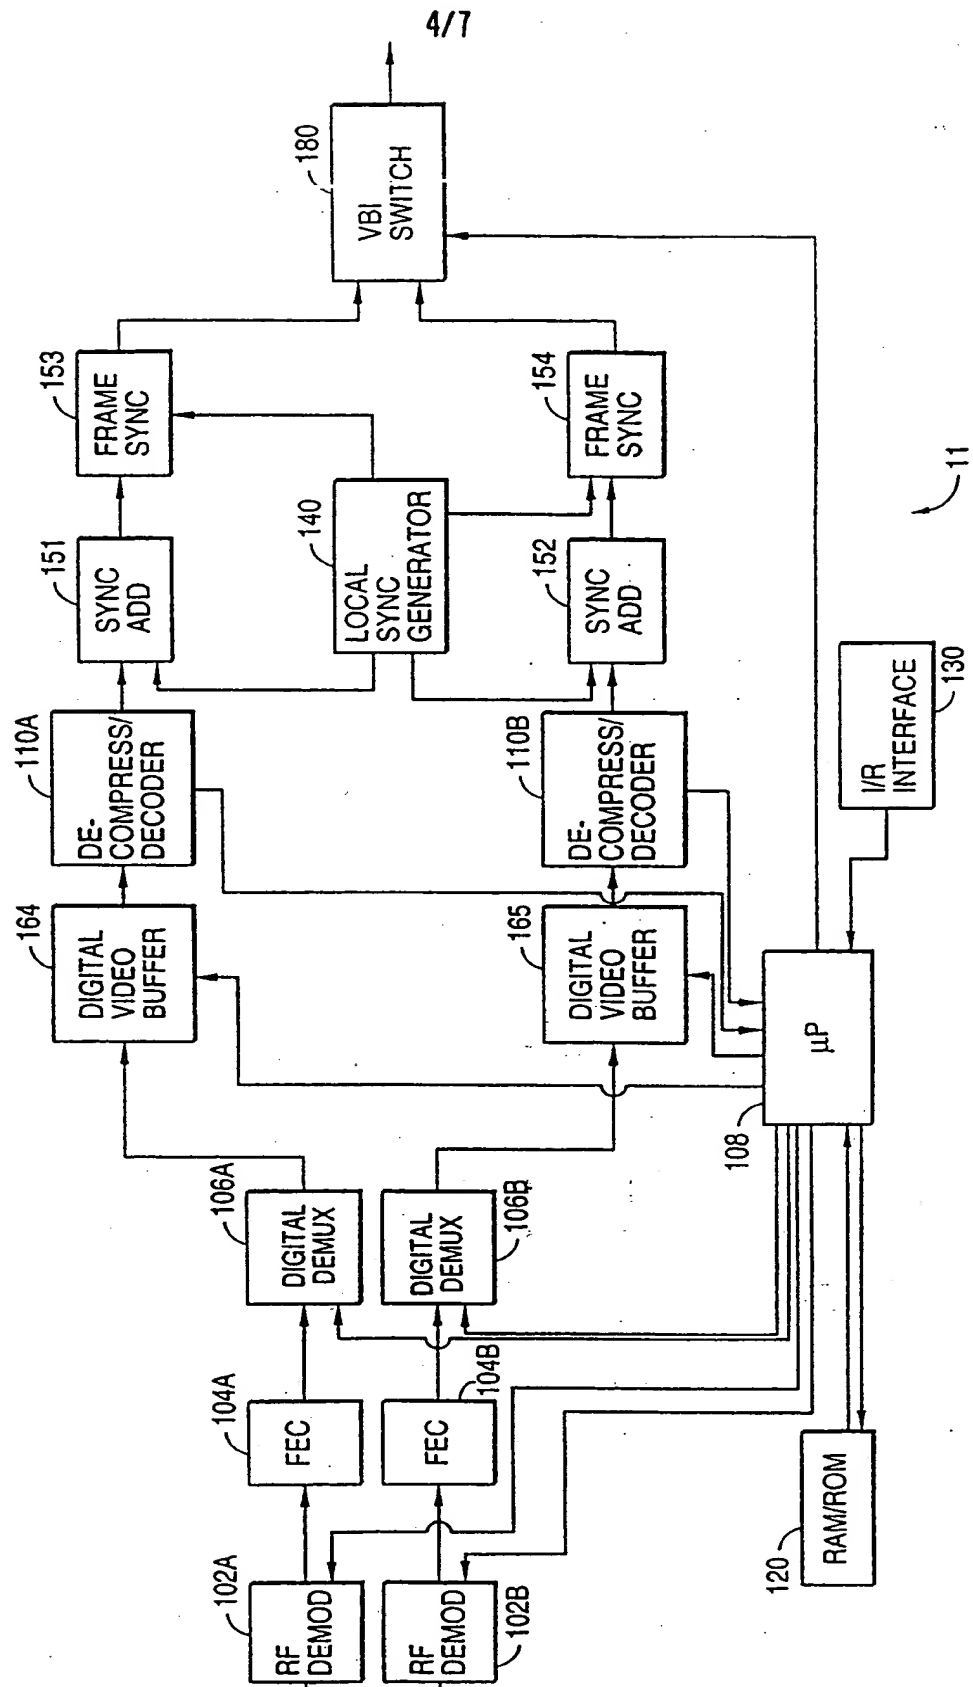 4/7
102A
RF
DEMOD
104A
FEC
106A
DIGITAL
DEMUX
164
DIGITAL
VIDEO
BUFFER
110A
DE-
COMPRESS/
DECODER
151
SYNC
ADD
153
FRAME
SYNC
140
LOCAL
SYNC
GENERATOR
180
VBI
SWITCH
RF
DEMOD
102B
FEC
104B
DIGITAL
DEMUX
106B
165
DIGITAL
VIDEO
BUFFER
110B
DE-
COMPRESS/
DECODER
152
SYNC
ADD
154
FRAME
SYNC
120
RAM/ROM
108
μP
I/R
INTERFACE
130
11